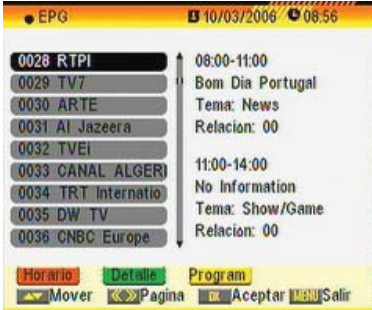 EPG
10/03/2006 08:56
0028 RTPI
0029 TV7
0030 ARTE
0031 Al Jazeera
0032 TVEi
0033 CANAL ALGERI
0034 TRT Internatio
0035 DW TV
0036 CNBC Europe
08:00-11:00
Bom Dia Portugal
Tema: News
Relacion: 00
11:00-14:00
No Information
Tema: Show/Game
Relacion: 00
Horario Detalle Program
Mover Pagina OK Aceptar MENU Salir